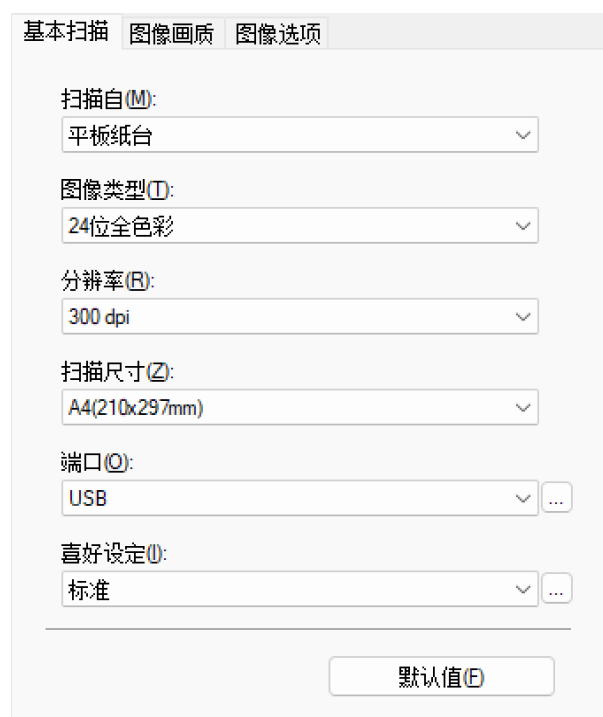 基本扫描 图像画质 图像选项
扫描自(M):
平板纸台
图像类型(T):
24位全色彩
分辨率(R):
300 dpi
扫描尺寸(Z):
A4(210x297mm)
端口(O):
USB ...
喜好设定(I):
标准 ...
默认值(F)